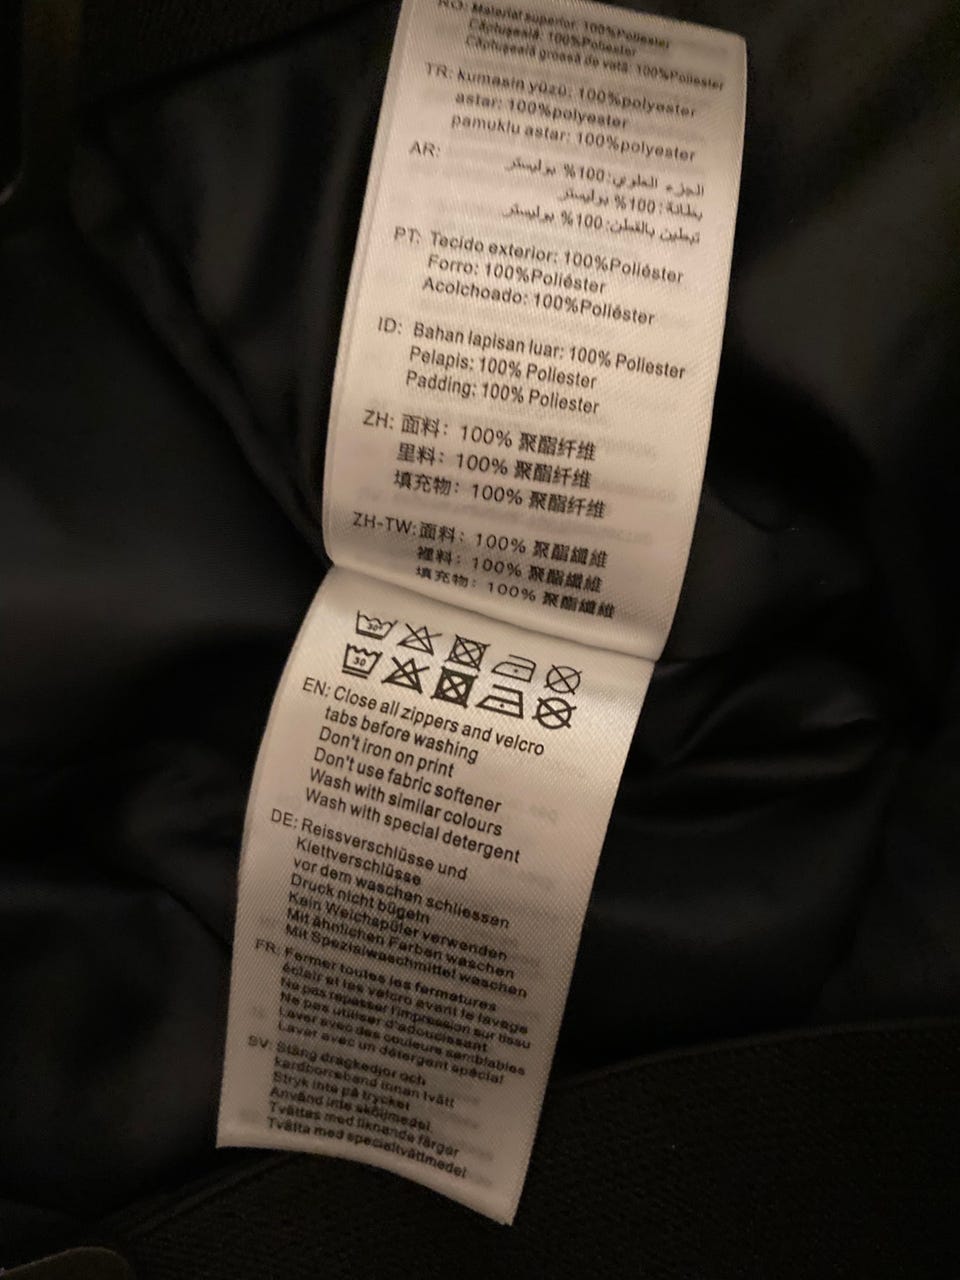 RO: Material superior: 100%Poliester
Căptuşeală: 100%Poliester
Căptuşeală groasă de vată: 100%Poliester
TR: kumasin yüzü: 100%polyester
astar: 100%polyester
pamuklu astar: 100%polyester
AR:
الجزء العلوي: 100% بوليستر
بطانة: 100% بوليستر
تبطين بالقطن: 100% بوليستر
PT: Tecido exterior: 100%Poliéster
Forro: 100%Poliéster
Acolchoado: 100%Poliéster
ID: Bahan lapisan luar: 100% Poliester
Pelapis: 100% Poliester
Padding: 100% Poliester
ZH: 面料: 100% 聚酯纤维
里料: 100% 聚酯纤维
填充物: 100% 聚酯纤维
ZH-TW: 面料: 100% 聚酯纖維
裡料: 100% 聚酯纖維
填充物: 100% 聚酯纖維
30
30
EN: Close all zippers and velcro
tabs before washing
Don't iron on print
Don't use fabric softener
Wash with similar colours
Wash with special detergent
DE: Reissverschlüsse und
Klettverschlüsse
vor dem waschen schliessen
Druck nicht bügeln
Kein Weichspüler verwenden
Mit ähnlichen Farben waschen
Mit Spezialwaschmittel waschen
FR: Fermer toutes les fermetures
éclair et les velcro avant le lavage
Ne pas repasser l'impression sur tissu
Ne pas utiliser d'adoucissant
Laver avec des couleurs semblables
Laver avec un détergent spécial
SV: Stäng dragkedjor och
kardborreband innan tvätt
Stryk inte på trycket
Använd inte sköljmedel
Tvättas med liknande färger
Tvätta med specialtvättmedel